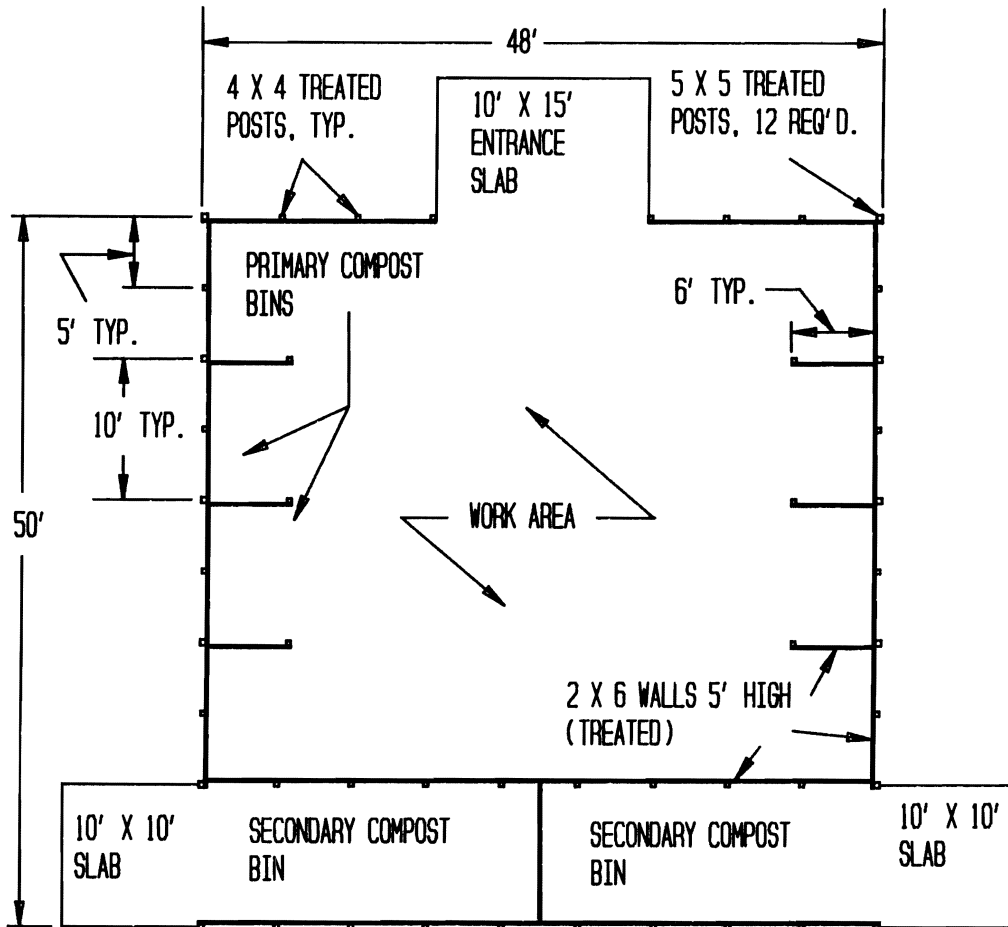 48'
4 X 4 TREATED
POSTS, TYP.
10' X 15'
ENTRANCE
SLAB
5 X 5 TREATED
POSTS, 12 REQ'D.
PRIMARY COMPOST
BINS
5' TYP.
6' TYP.
10' TYP.
50'
WORK AREA
2 X 6 WALLS 5' HIGH
(TREATED)
10' X 10'
SLAB
SECONDARY COMPOST
BIN
SECONDARY COMPOST
BIN
10' X 10'
SLAB